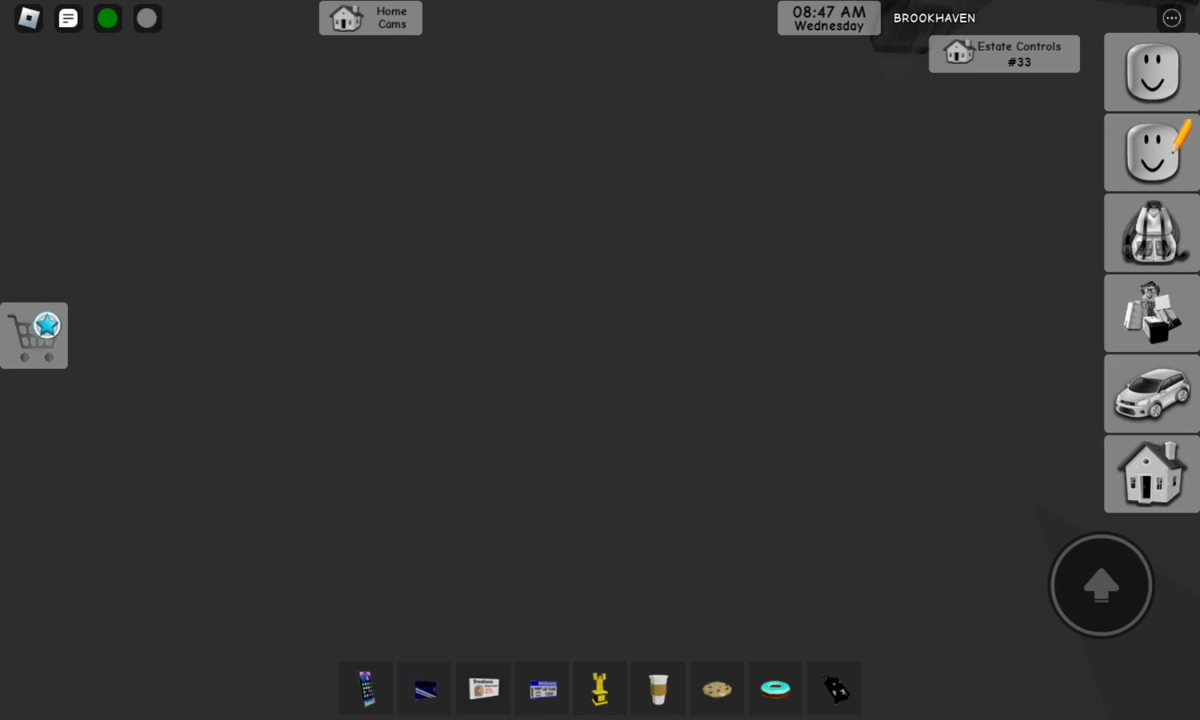 Home
Cams
08:47 AM
Wednesday
BROOKHAVEN
Estate Controls
#33